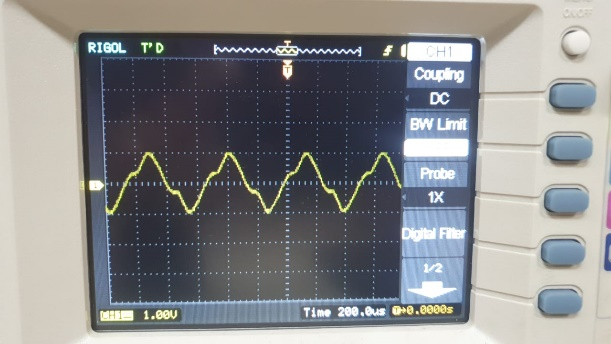 RIGOL T'D
T
CH1
Coupling
DC
BW Limit
Probe
1X
Digital Filter
1/2
1.00V Time 200.0us 0.0000s
ON/OFF